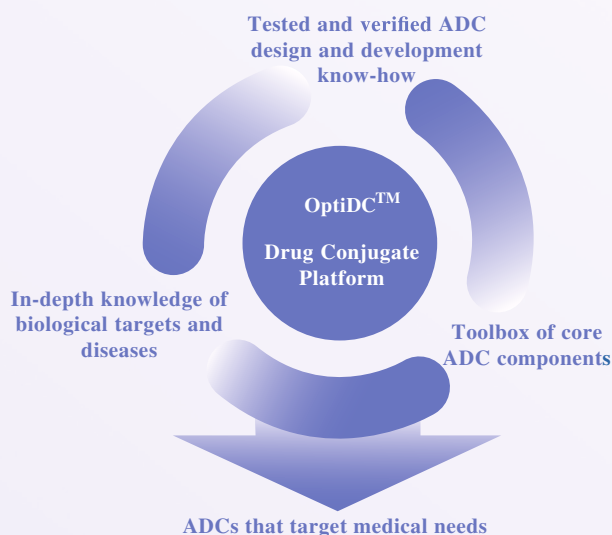 Tested and verified ADC
design and development
know-how
OptiDC™
Drug Conjugate
Platform
In-depth knowledge of
biological targets and
diseases
Toolbox of core
ADC components
ADCs that target medical needs